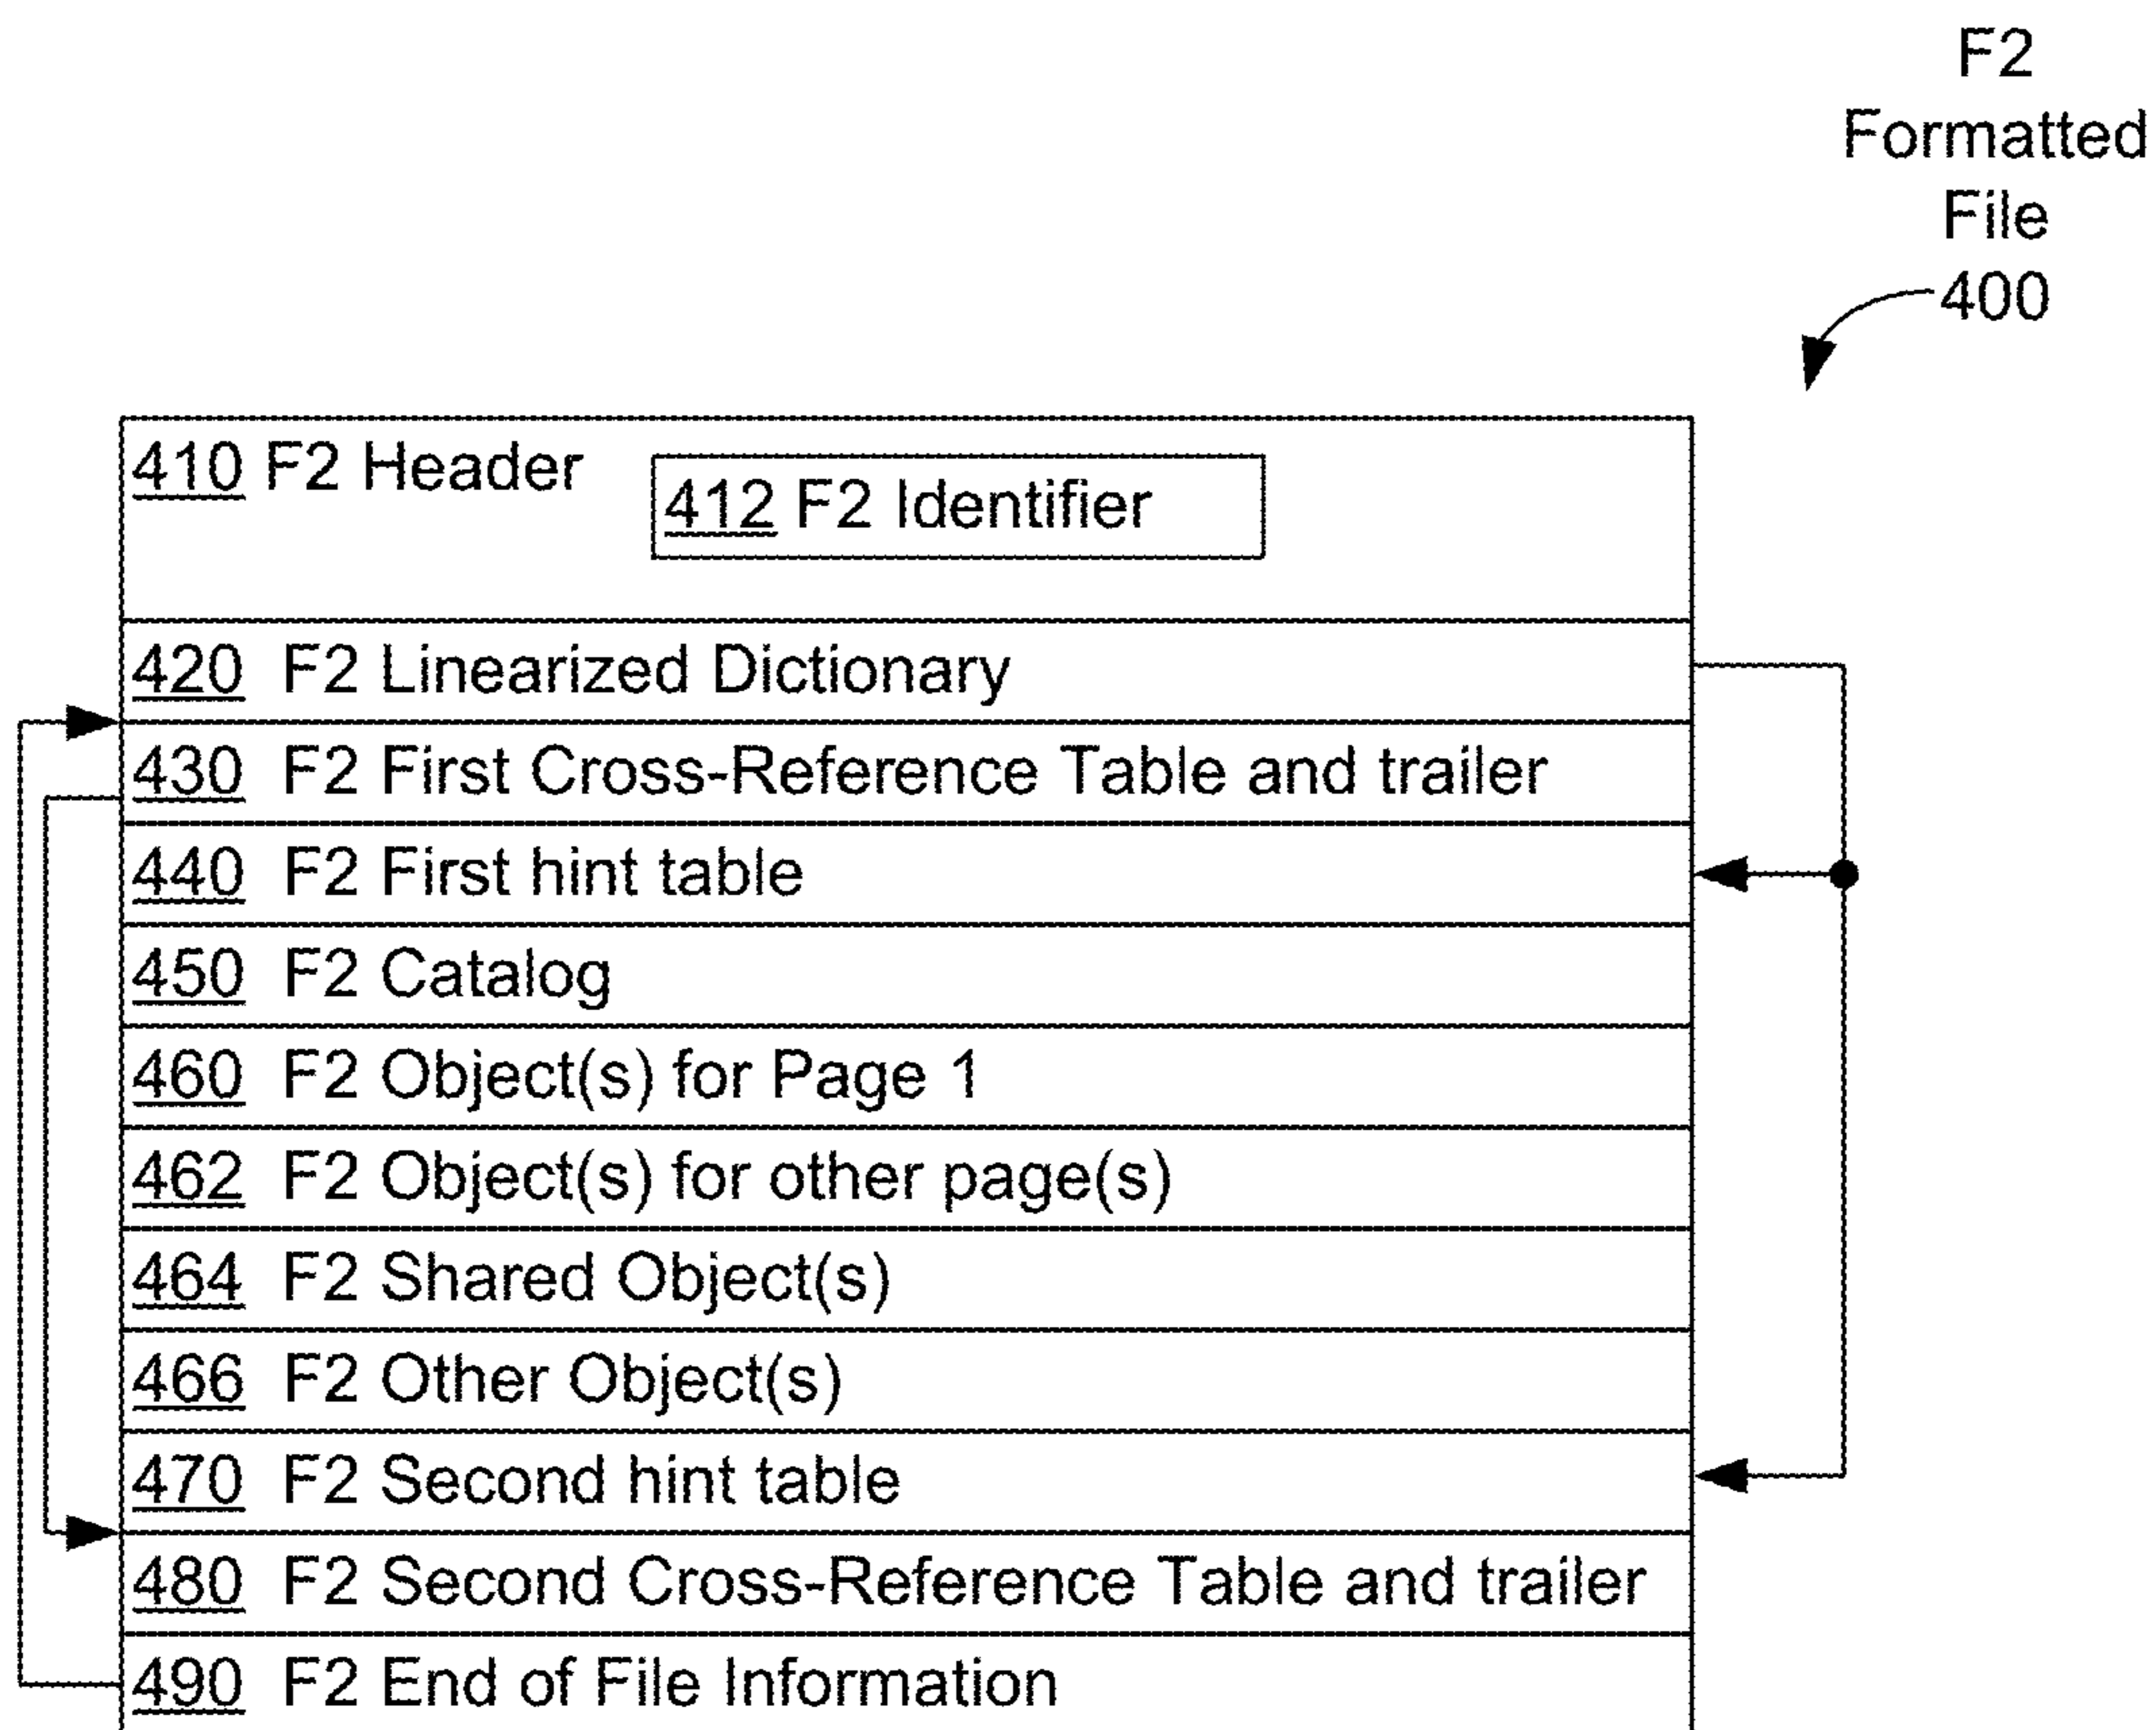 F2
Formatted
File
400
410 F2 Header
412 F2 Identifier
420 F2 Linearized Dictionary
430 F2 First Cross-Reference Table and trailer
440 F2 First hint table
450 F2 Catalog
460 F2 Object(s) for Page 1
462 F2 Object(s) for other page(s)
464 F2 Shared Object(s)
466 F2 Other Object(s)
470 F2 Second hint table
480 F2 Second Cross-Reference Table and trailer
490 F2 End of File Information